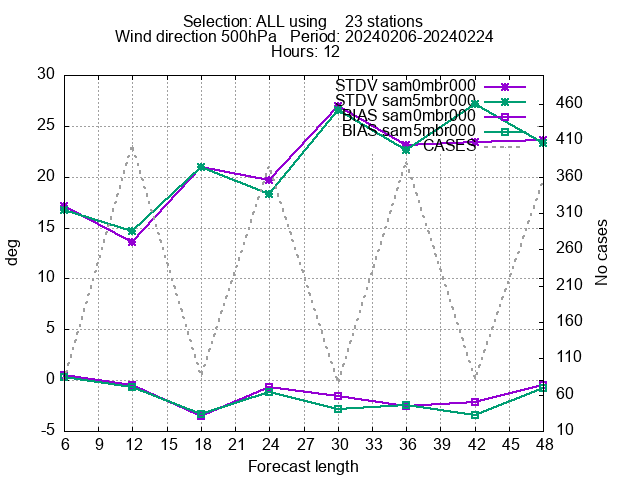 Selection: ALL using    23 stations
Wind direction 500hPa   Period: 20240206-20240224
Hours: 12
STDV sam0mbr000
STDV sam5mbr000
BIAS sam0mbr000
BIAS sam5mbr000
CASES
30
25
20
15
10
5
0
-5
deg
460
410
360
310
260
210
160
110
60
10
No cases
6 9 12 15 18 21 24 27 30 33 36 39 42 45 48
Forecast length